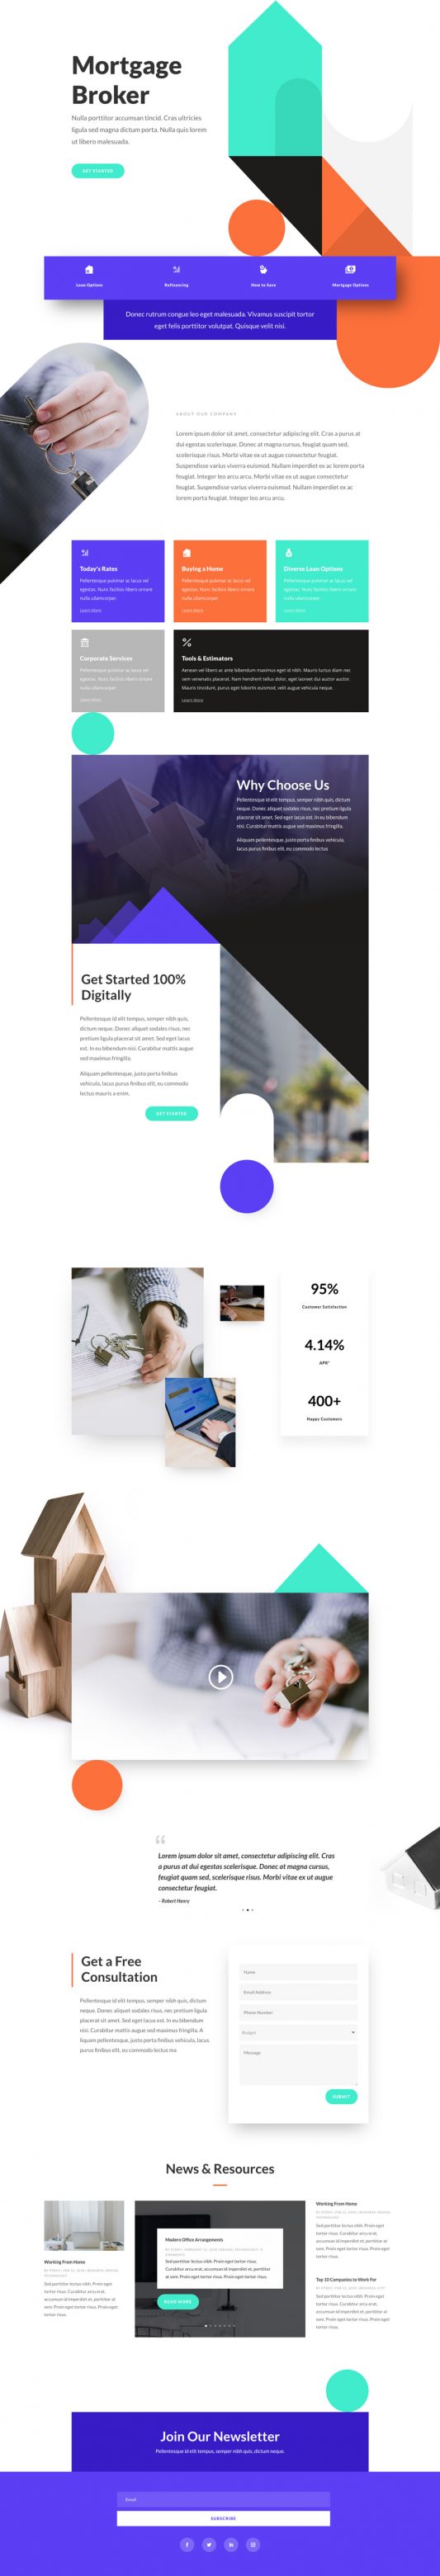 Mortgage
Broker
Nulla porttitor accumsan tincid. Cras ultricies
ligula sed magna dictum porta. Nulla quis lorem
ut libero malesuada.
GET STARTED
Loan Options
Refinancing
How to Save
Mortgage Options
Donec rutrum congue leo eget malesuada. Vivamus suscipit tortor
eget felis porttitor volutpat. Quisque velit nisi.
ABOUT OUR COMPANY
Lorem ipsum dolor sit amet, consectetur adipiscing elit. Cras a purus at
dui egestas scelerisque. Donec at magna cursus, feugiat quam sed,
scelerisque risus. Morbi vitae ex ut augue consectetur feugiat.
Suspendisse varius viverra euismod. Nullam imperdiet ex ac lorem porta
feugiat. Integer leo arcu arcu. Morbi vitae ex ut augue consectetur
feugiat. Suspendisse varius viverra euismod. Nullam imperdiet ex ac
lorem porta feugiat. Integer leo arcu arcu.
Today's Rates
Pellentesque pulvinar ac lacus vel
egestas. Nunc facilisis libero ornare
nulla ullamcorper.
Learn More
Buying a Home
Pellentesque pulvinar ac lacus vel
egestas. Nunc facilisis libero ornare
nulla ullamcorper.
Learn More
Diverse Loan Options
Pellentesque pulvinar ac lacus vel
egestas. Nunc facilisis libero ornare
nulla ullamcorper.
Learn More
Corporate Services
Pellentesque pulvinar ac lacus vel
egestas. Nunc facilisis libero ornare
nulla ullamcorper.
Learn More
Tools & Estimators
Aenean vel libero ac ante bibendum maximus eget id nibh. Mauris luctus diam nec
sem venenatis placerat. Nam hendrerit tellus dolor, eget laoreet dui auctor auctor.
Mauris tincidunt, purus eget lobortis euismod, velit augue vehicula neque.
Learn More
Why Choose Us
Pellentesque id elit tempus, semper nibh quis, dictum
neque. Donec aliquet sodales risus, nec pretium ligula
placerat sit amet. Sed eget lacus est. In eu bibendum
nisi. Curabitur mattis augue sed maximus fringilla.
Aliquam pellentesque, justo porta finibus vehicula,
lacus purus finibus elit, eu commodo lectus
Get Started 100%
Digitally
Pellentesque id elit tempus, semper nibh quis,
dictum neque. Donec aliquet sodales risus, nec
pretium ligula placerat sit amet. Sed eget lacus
est. In eu bibendum nisi. Curabitur mattis augue
sed maximus fringilla.
Aliquam pellentesque, justo porta finibus
vehicula, lacus purus finibus elit, eu commodo
lectus mauris a enim.
GET STARTED
95%
Customer Satisfaction
4.14%
APR*
400+
Happy Customers
“
Lorem ipsum dolor sit amet, consectetur adipiscing elit. Cras
a purus at dui egestas scelerisque. Donec at magna cursus,
feugiat quam sed, scelerisque risus. Morbi vitae ex ut augue
consectetur feugiat.
- Robert Henry
Get a Free
Consultation
Pellentesque id elit tempus, semper nibh quis, dictum
neque. Donec aliquet sodales risus, nec pretium ligula
placerat sit amet. Sed eget lacus est. In eu bibendum
nisi. Curabitur mattis augue sed maximus fringilla. A
liquam pellentesque, justo porta finibus vehicula, lacus
purus finibus elit, eu commodo lectus ma
Name
Email Address
Phone Number
Budget
Message
SUBMIT
News & Resources
Working From Home
Sed porttitor lectus nibh. Proin eget
tortor risus. Curabitur arcu erat,
accumsan id imperdiet et, porttitor at
sem. Proin eget tortor risus. Proin eget
tortor risus.
Modern Office Arrangements
Sed porttitor lectus nibh. Proin eget tortor risus.
Curabitur arcu erat, accumsan id imperdiet et, porttitor at
sem. Proin eget tortor risus. Proin eget tortor risus.
READ MORE
Working From Home
Sed porttitor lectus nibh. Proin eget
tortor risus. Curabitur arcu erat,
accumsan id imperdiet et, porttitor at
sem. Proin eget tortor risus. Proin eget
tortor risus.
Top 10 Companies to Work For
Sed porttitor lectus nibh. Proin eget
tortor risus. Curabitur arcu erat,
accumsan id imperdiet et, porttitor at
sem. Proin eget tortor risus. Proin eget
tortor risus.
Join Our Newsletter
Pellentesque id elit tempus, semper nibh quis, dictum neque.
Email
SUBSCRIBE